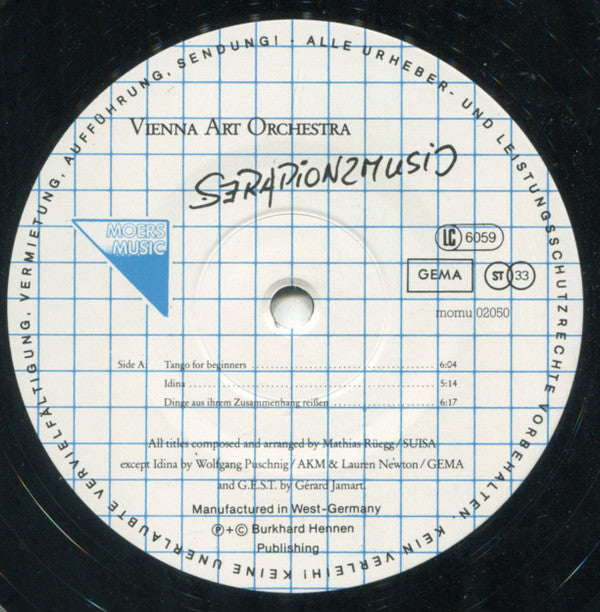 ALLE URHEBER- UND LEISTUNGSSCHUTZRECHTE VORBEHALTEN. KEIN VERLEIH! KEINE UNERLAUBTE VERVIELFÄLTIGUNG, VERMIETUNG, AUFFÜHRUNG, SENDUNG! ·
VIENNA ART ORCHESTRA
SERAPIONSMUSIC
MOERS
MUSIC
LC 6059
GEMA
ST 33
momu 02050
Side A: Tango for beginners ........ 6:04
Idina ........ 5:14
Dinge aus ihrem Zusammenhang reißen ........ 6:17
All titles composed and arranged by Mathias Rüegg/SUISA
except Idina by Wolfgang Puschnig/AKM & Lauren Newton/GEMA
and G.E.S.T. by Gérard Jamart.
Manufactured in West-Germany
Ⓟ+© Burkhard Hennen
Publishing